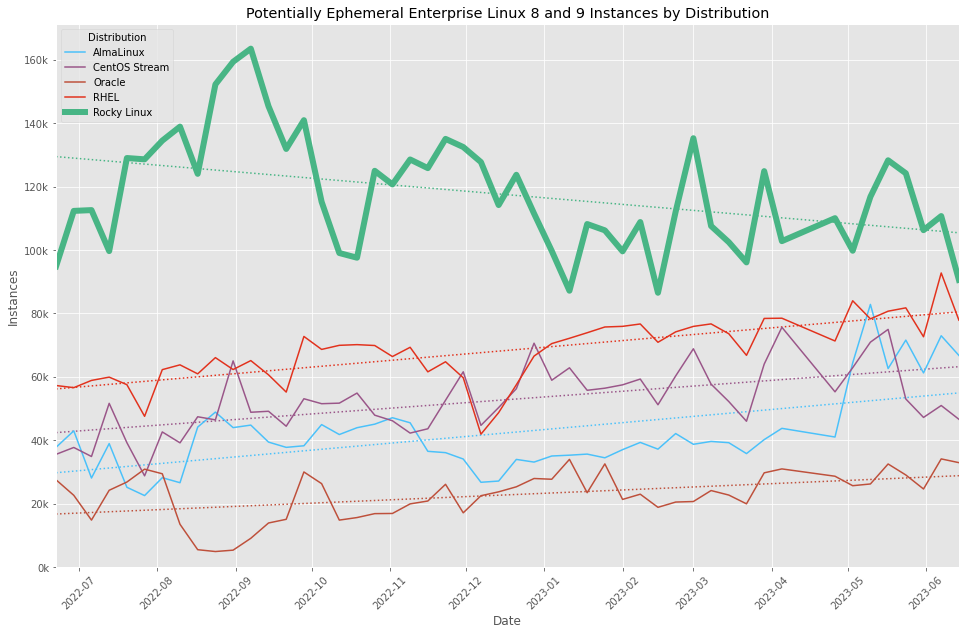 Potentially Ephemeral Enterprise Linux 8 and 9 Instances by Distribution
Distribution
AlmaLinux
CentOS Stream
Oracle
RHEL
Rocky Linux
160k
140k
120k
100k
80k
60k
40k
20k
0k
Instances
2022-07
2022-08
2022-09
2022-10
2022-11
2022-12
2023-01
2023-02
2023-03
2023-04
2023-05
2023-06
Date